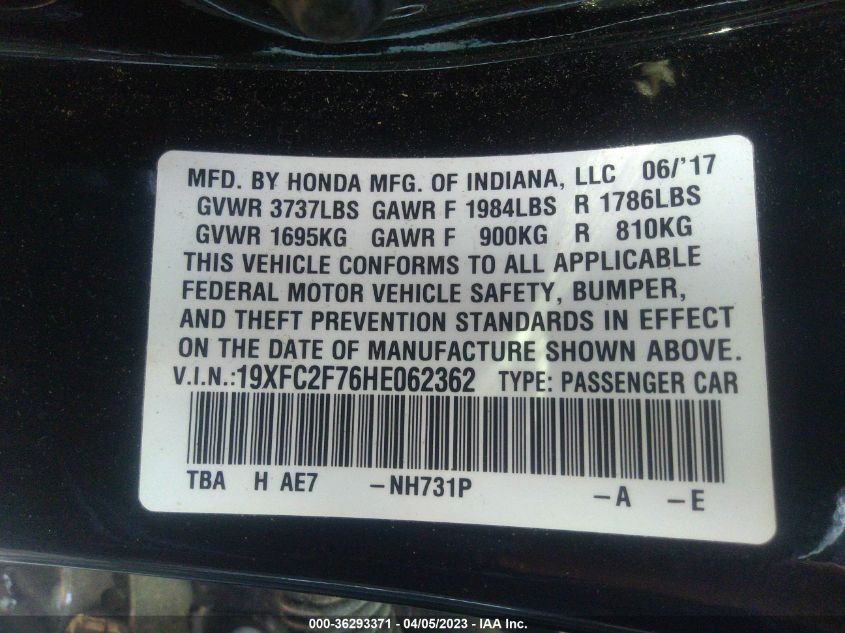 MFD. BY HONDA MFG. OF INDIANA, LLC 06/'17
GVWR 3737LBS GAWR F 1984LBS R 1786LBS
GVWR 1695KG GAWR F 900KG R 810KG
THIS VEHICLE CONFORMS TO ALL APPLICABLE
FEDERAL MOTOR VEHICLE SAFETY, BUMPER,
AND THEFT PREVENTION STANDARDS IN EFFECT
ON THE DATE OF MANUFACTURE SHOWN ABOVE.
V.I.N.:19XFC2F76HE062362 TYPE: PASSENGER CAR
TBA H AE7 -NH731P -A -E
000-36293371 - 04/05/2023 - IAA Inc.